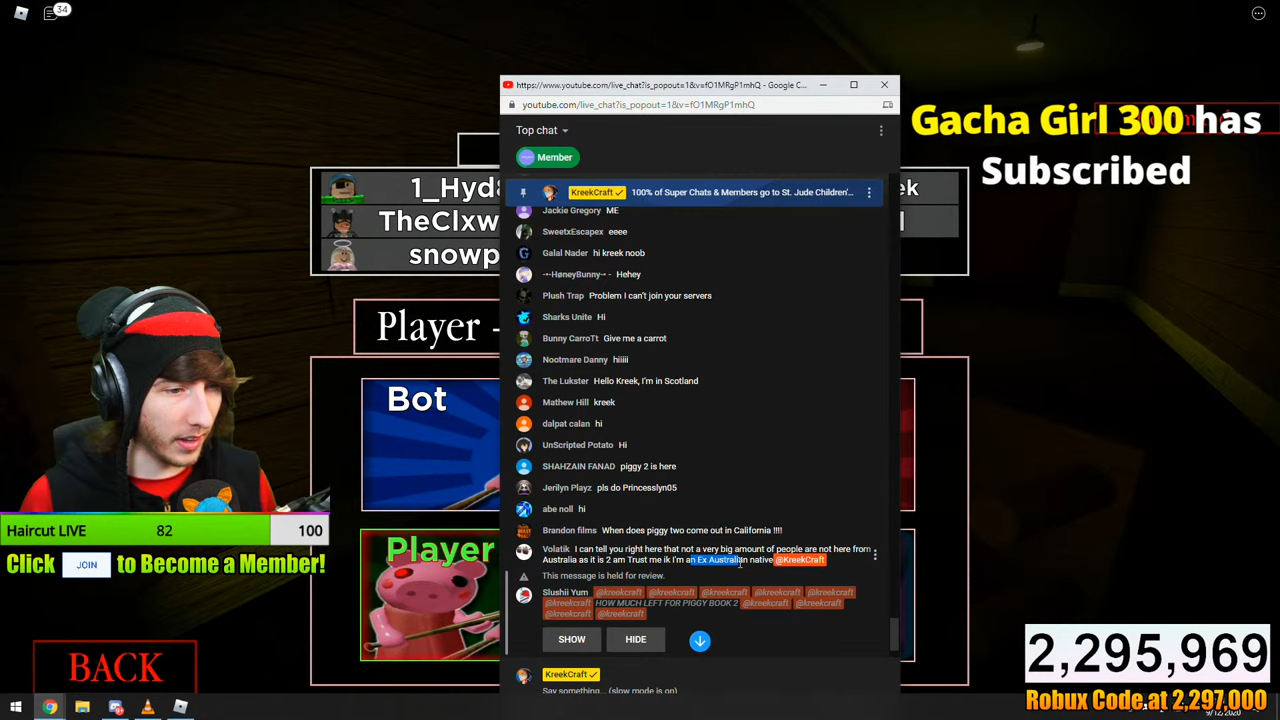 34
https://www.youtube.com/live_chat?is_popout=1&v=fO1MRgP1mhQ - Google C...
youtube.com/live_chat?is_popout=1&v=fO1MRgP1mhQ
Gacha Girl 300 has
Subscribed
Top chat
Member
KreekCraft 100% of Super Chats & Members go to St. Jude Children'...
1_Hyd
TheClxw
snowp
Jackie Gregory ME
SweetxEscapex eeee
Galal Nader hi kreek noob
-·-HøneyBunny-·- Hehey
Plush Trap Problem I can't join your servers
Sharks Unite Hi
Bunny CarroTt Give me a carrot
Nootmare Danny hiiiii
The Lukster Hello Kreek, I'm in Scotland
Mathew Hill kreek
dalpat calan hi
UnScripted Potato Hi
SHAHZAIN FANAD piggy 2 is here
Jerilyn Playz pls do Princesslyn05
abe noll hi
Brandon films When does piggy two come out in California !!!!
Volatik I can tell you right here that not a very big amount of people are not here from
Australia as it is 2 am Trust me ik I'm an Ex Australian native @KreekCraft
This message is held for review.
Slushii Yum @kreekcraft @kreekcraft @kreekcraft @kreekcraft @kreekcraft
@kreekcraft HOW MUCH LEFT FOR PIGGY BOOK 2 @kreekcraft @kreekcraft
@kreekcraft @kreekcraft
SHOW HIDE
KreekCraft
Say something... (slow mode is on)
Player -
Bot
Player
Haircut LIVE 82 100
Click JOIN to Become a Member!
BACK
2,295,969
Robux Code at 2,297,000
9/12/2020